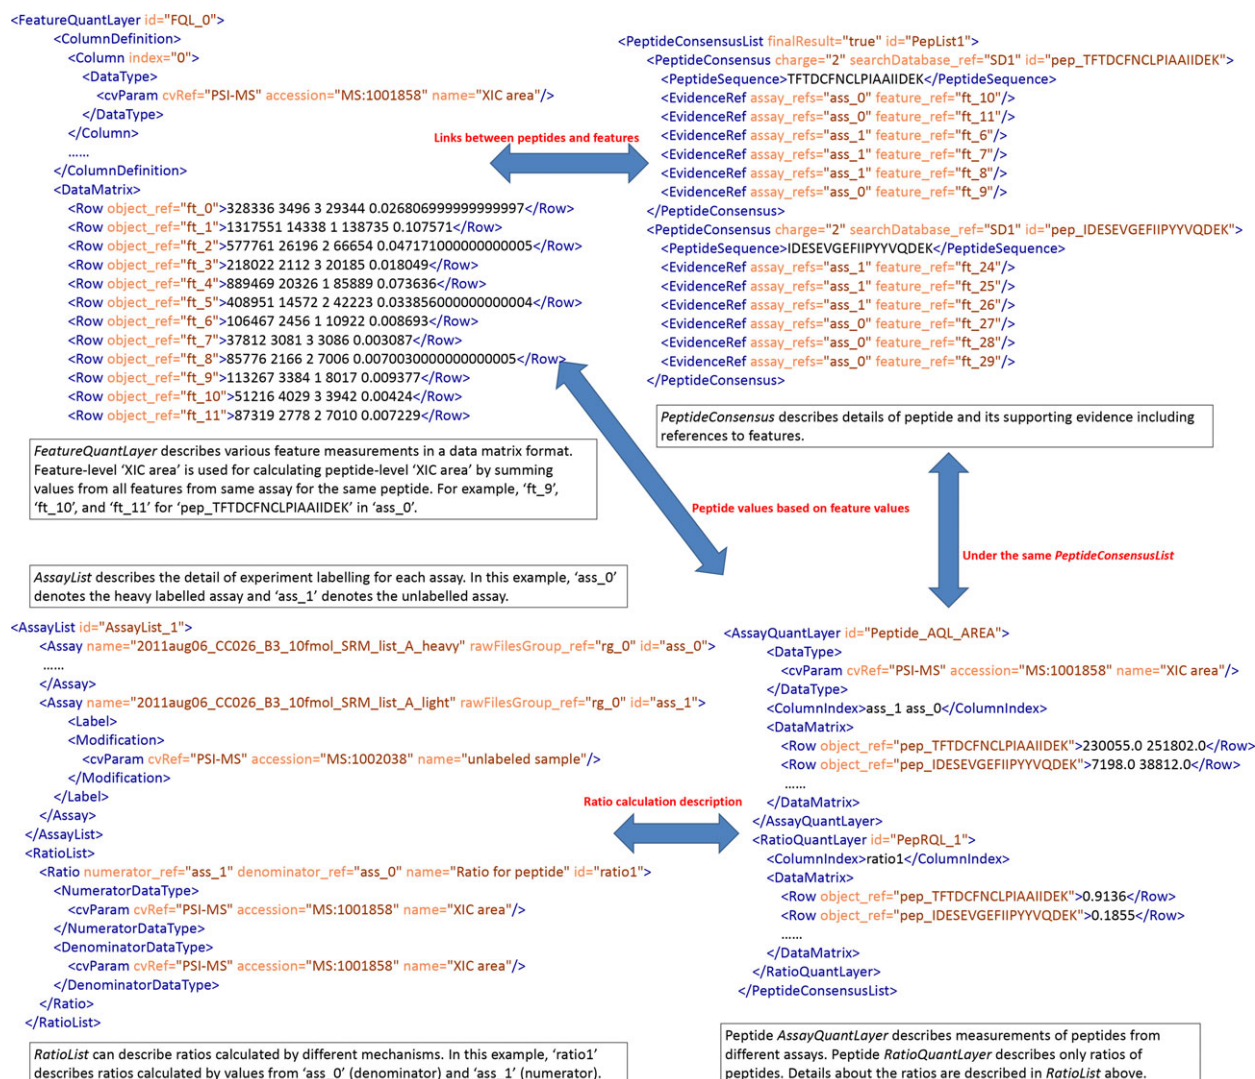 <FeatureQuantLayer id="FQL_0">
<ColumnDefinition>
<Column index="0">
<DataType>
<cvParam cvRef="PSI-MS" accession="MS:1001858" name="XIC area"/>
</DataType>
</Column>
......
</ColumnDefinition>
<DataMatrix>
<Row object_ref="ft_0">328336 3496 3 29344 0.026806999999999997</Row>
<Row object_ref="ft_1">1317551 14338 1 138735 0.107571</Row>
<Row object_ref="ft_2">577761 26196 2 66654 0.047171000000000005</Row>
<Row object_ref="ft_3">218022 2112 3 20185 0.018049</Row>
<Row object_ref="ft_4">889469 20326 1 85889 0.073636</Row>
<Row object_ref="ft_5">408951 14572 2 42223 0.033856000000000004</Row>
<Row object_ref="ft_6">106467 2456 1 10922 0.008693</Row>
<Row object_ref="ft_7">37812 3081 3 3086 0.003087</Row>
<Row object_ref="ft_8">85776 2166 2 7006 0.0070030000000000005</Row>
<Row object_ref="ft_9">113267 3384 1 8017 0.009377</Row>
<Row object_ref="ft_10">51216 4029 3 3942 0.00424</Row>
<Row object_ref="ft_11">87319 2778 2 7010 0.007229</Row>
FeatureQuantLayer describes various feature measurements in a data matrix format.
Feature-level ‘XIC area’ is used for calculating peptide-level ‘XIC area’ by summing
values from all features from same assay for the same peptide. For example, ‘ft_9’,
‘ft_10’, and ‘ft_11’ for ‘pep_TFTDCFNCLPIAAIIDEK’ in ‘ass_0’.
Links between peptides and features
<PeptideConsensusList finalResult="true" id="PepList1">
<PeptideConsensus charge="2" searchDatabase_ref="SD1" id="pep_TFTDCFNCLPIAAIIDEK">
<PeptideSequence>TFTDCFNCLPIAAIIDEK</PeptideSequence>
<EvidenceRef assay_refs="ass_0" feature_ref="ft_10"/>
<EvidenceRef assay_refs="ass_0" feature_ref="ft_11"/>
<EvidenceRef assay_refs="ass_1" feature_ref="ft_6"/>
<EvidenceRef assay_refs="ass_1" feature_ref="ft_7"/>
<EvidenceRef assay_refs="ass_1" feature_ref="ft_8"/>
<EvidenceRef assay_refs="ass_0" feature_ref="ft_9"/>
</PeptideConsensus>
<PeptideConsensus charge="2" searchDatabase_ref="SD1" id="pep_IDESEVGEFIIPYYVQDEK">
<PeptideSequence>IDESEVGEFIIPYYVQDEK</PeptideSequence>
<EvidenceRef assay_refs="ass_1" feature_ref="ft_24"/>
<EvidenceRef assay_refs="ass_1" feature_ref="ft_25"/>
<EvidenceRef assay_refs="ass_1" feature_ref="ft_26"/>
<EvidenceRef assay_refs="ass_0" feature_ref="ft_27"/>
<EvidenceRef assay_refs="ass_0" feature_ref="ft_28"/>
<EvidenceRef assay_refs="ass_0" feature_ref="ft_29"/>
</PeptideConsensus>
PeptideConsensus describes details of peptide and its supporting evidence including
references to features.
Peptide values based on feature values
Under the same PeptideConsensusList
AssayList describes the detail of experiment labelling for each assay. In this example, ‘ass_0’
denotes the heavy labelled assay and ‘ass_1’ denotes the unlabelled assay.
<AssayList id="AssayList_1">
<Assay name="2011aug06_CC026_B3_10fmol_SRM_list_A_heavy" rawFilesGroup_ref="rg_0" id="ass_0">
......
</Assay>
<Assay name="2011aug06_CC026_B3_10fmol_SRM_list_A_light" rawFilesGroup_ref="rg_0" id="ass_1">
<Label>
<Modification>
<cvParam cvRef="PSI-MS" accession="MS:1002038" name="unlabeled sample"/>
</Modification>
</Label>
</Assay>
</AssayList>
<RatioList>
<Ratio numerator_ref="ass_1" denominator_ref="ass_0" name="Ratio for peptide" id="ratio1">
<NumeratorDataType>
<cvParam cvRef="PSI-MS" accession="MS:1001858" name="XIC area"/>
</NumeratorDataType>
<DenominatorDataType>
<cvParam cvRef="PSI-MS" accession="MS:1001858" name="XIC area"/>
</DenominatorDataType>
</Ratio>
</RatioList>
RatioList can describe ratios calculated by different mechanisms. In this example, ‘ratio1’
describes ratios calculated by values from ‘ass_0’ (denominator) and ‘ass_1’ (numerator).
Ratio calculation description
<AssayQuantLayer id="Peptide_AQL_AREA">
<DataType>
<cvParam cvRef="PSI-MS" accession="MS:1001858" name="XIC area"/>
</DataType>
<ColumnIndex>ass_1 ass_0</ColumnIndex>
<DataMatrix>
<Row object_ref="pep_TFTDCFNCLPIAAIIDEK">230055.0 251802.0</Row>
<Row object_ref="pep_IDESEVGEFIIPYYVQDEK">7198.0 38812.0</Row>
......
</DataMatrix>
</AssayQuantLayer>
<RatioQuantLayer id="PepRQL_1">
<ColumnIndex>ratio1</ColumnIndex>
<DataMatrix>
<Row object_ref="pep_TFTDCFNCLPIAAIIDEK">0.9136</Row>
<Row object_ref="pep_IDESEVGEFIIPYYVQDEK">0.1855</Row>
......
</DataMatrix>
</RatioQuantLayer>
</PeptideConsensusList>
Peptide AssayQuantLayer describes measurements of peptides from
different assays. Peptide RatioQuantLayer describes only ratios of
peptides. Details about the ratios are described in RatioList above.